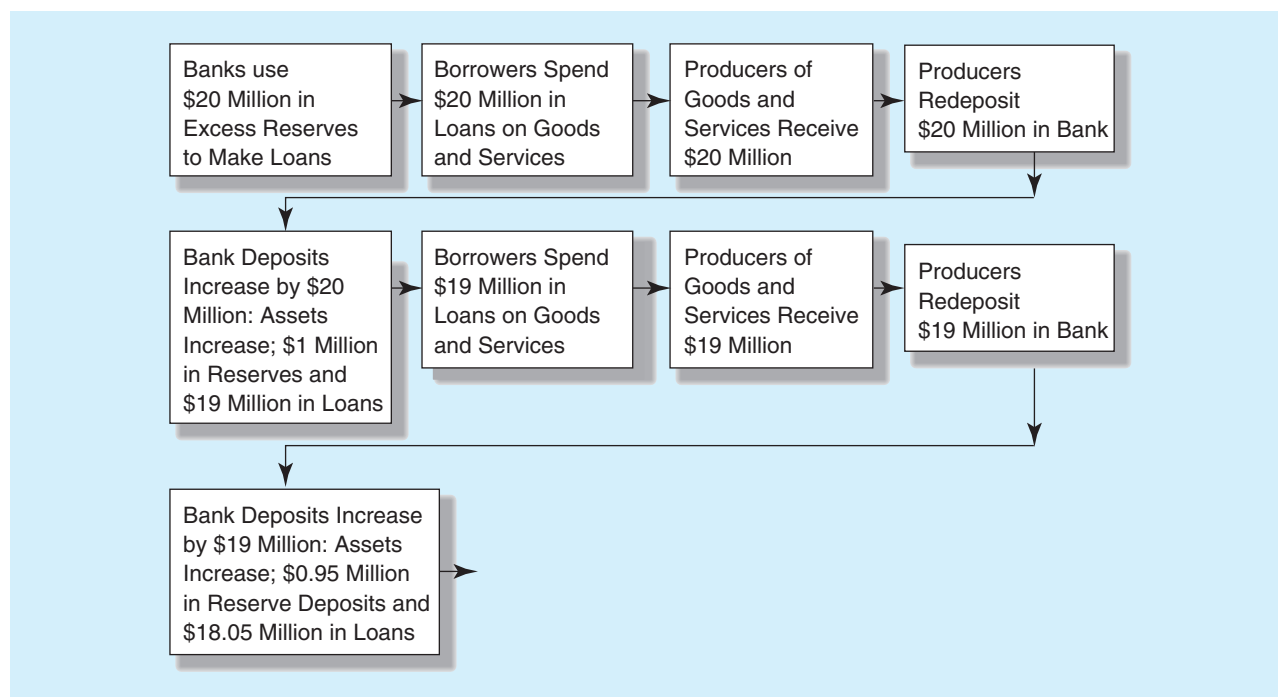 Banks use
$20 Million in
Excess Reserves
to Make Loans
Borrowers Spend
$20 Million in
Loans on Goods
and Services
Producers of
Goods and
Services Receive
$20 Million
Producers
Redeposit
$20 Million in Bank
Bank Deposits
Increase by $20
Million: Assets
Increase; $1 Million
in Reserves and
$19 Million in Loans
Borrowers Spend
$19 Million in
Loans on Goods
and Services
Producers of
Goods and
Services Receive
$19 Million
Producers
Redeposit
$19 Million in Bank
Bank Deposits Increase
by $19 Million: Assets
Increase; $0.95 Million
in Reserve Deposits and
$18.05 Million in Loans